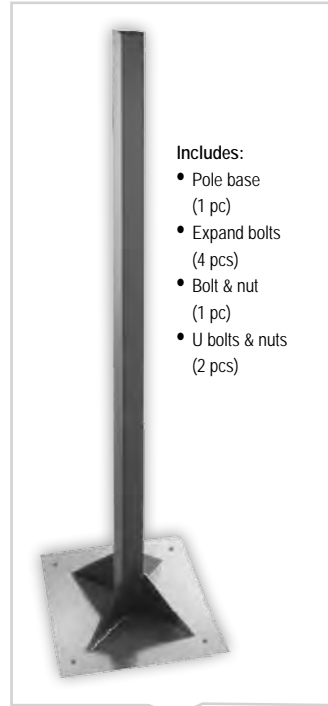 Includes:
• Pole base
(1 pc)
• Expand bolts
(4 pcs)
• Bolt & nut
(1 pc)
• U bolts & nuts
(2 pcs)